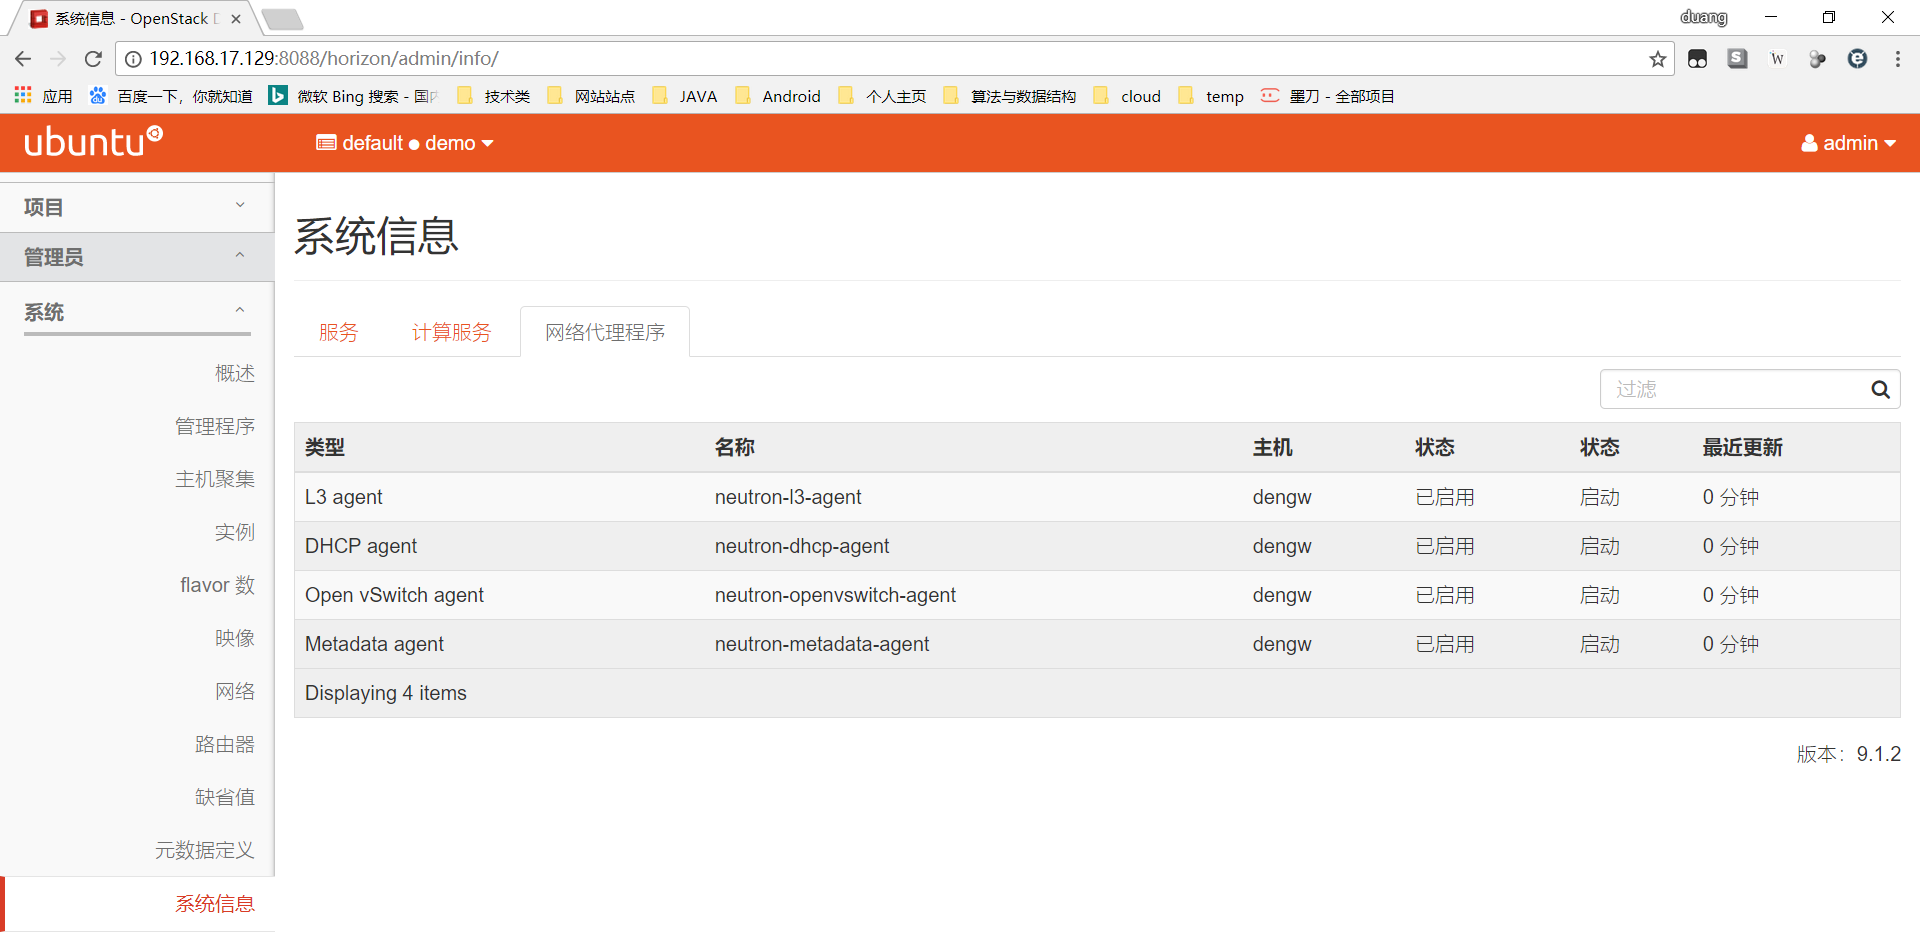 系统信息 - OpenStack
duang
192.168.17.129:8088/horizon/admin/info/
应用 百度一下，你就知道 微软 Bing 搜索 - 国 技术类 网站站点 JAVA Android 个人主页 算法与数据结构 cloud temp 墨刀 - 全部项目
ubuntu default ● demo admin
项目
管理员
系统
概述
管理程序
主机聚集
实例
flavor 数
映像
网络
路由器
缺省值
元数据定义
系统信息
系统信息
服务 计算服务 网络代理程序
过滤
类型 名称 主机 状态 状态 最近更新
L3 agent neutron-l3-agent dengw 已启用 启动 0 分钟
DHCP agent neutron-dhcp-agent dengw 已启用 启动 0 分钟
Open vSwitch agent neutron-openvswitch-agent dengw 已启用 启动 0 分钟
Metadata agent neutron-metadata-agent dengw 已启用 启动 0 分钟
Displaying 4 items
版本：9.1.2